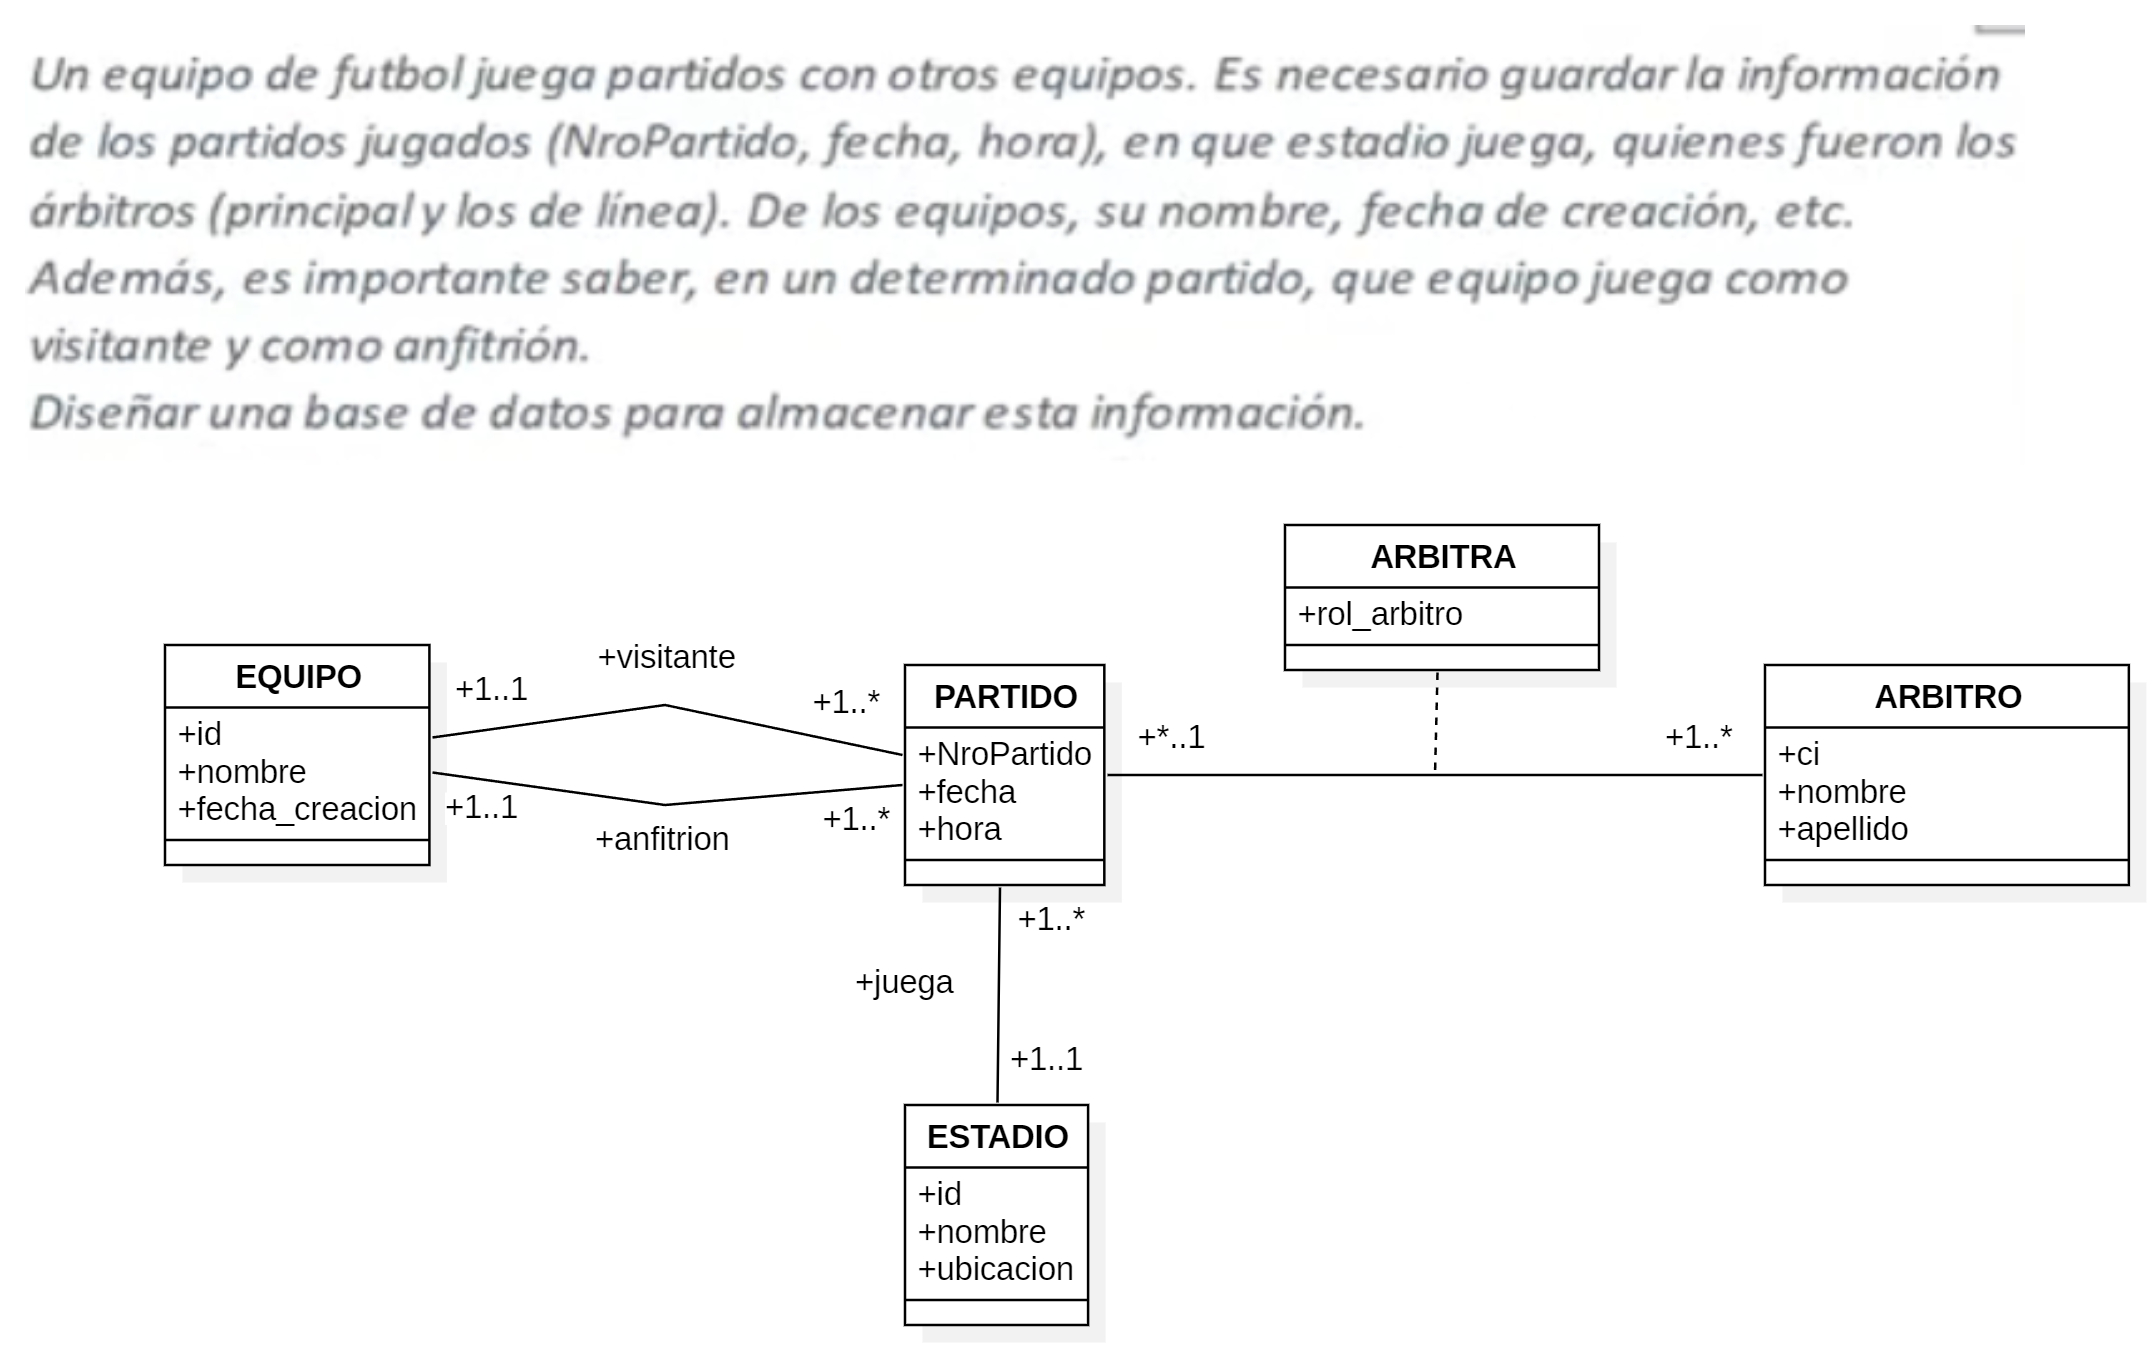 Un equipo de futbol juega partidos con otros equipos. Es necesario guardar la información
de los partidos jugados (NroPartido, fecha, hora), en que estadio juega, quienes fueron los
árbitros (principal y los de línea). De los equipos, su nombre, fecha de creación, etc.
Además, es importante saber, en un determinado partido, que equipo juega como
visitante y como anfitrión.
Diseñar una base de datos para almacenar esta información.
ARBITRA
+rol_arbitro
EQUIPO
+id
+nombre
+fecha_creacion
+visitante
+1..1
+1..*
+1..1
+1..*
+anfitrion
PARTIDO
+NroPartido
+fecha
+hora
+*..1
+1..*
ARBITRO
+ci
+nombre
+apellido
+1..*
+juega
+1..1
ESTADIO
+id
+nombre
+ubicacion